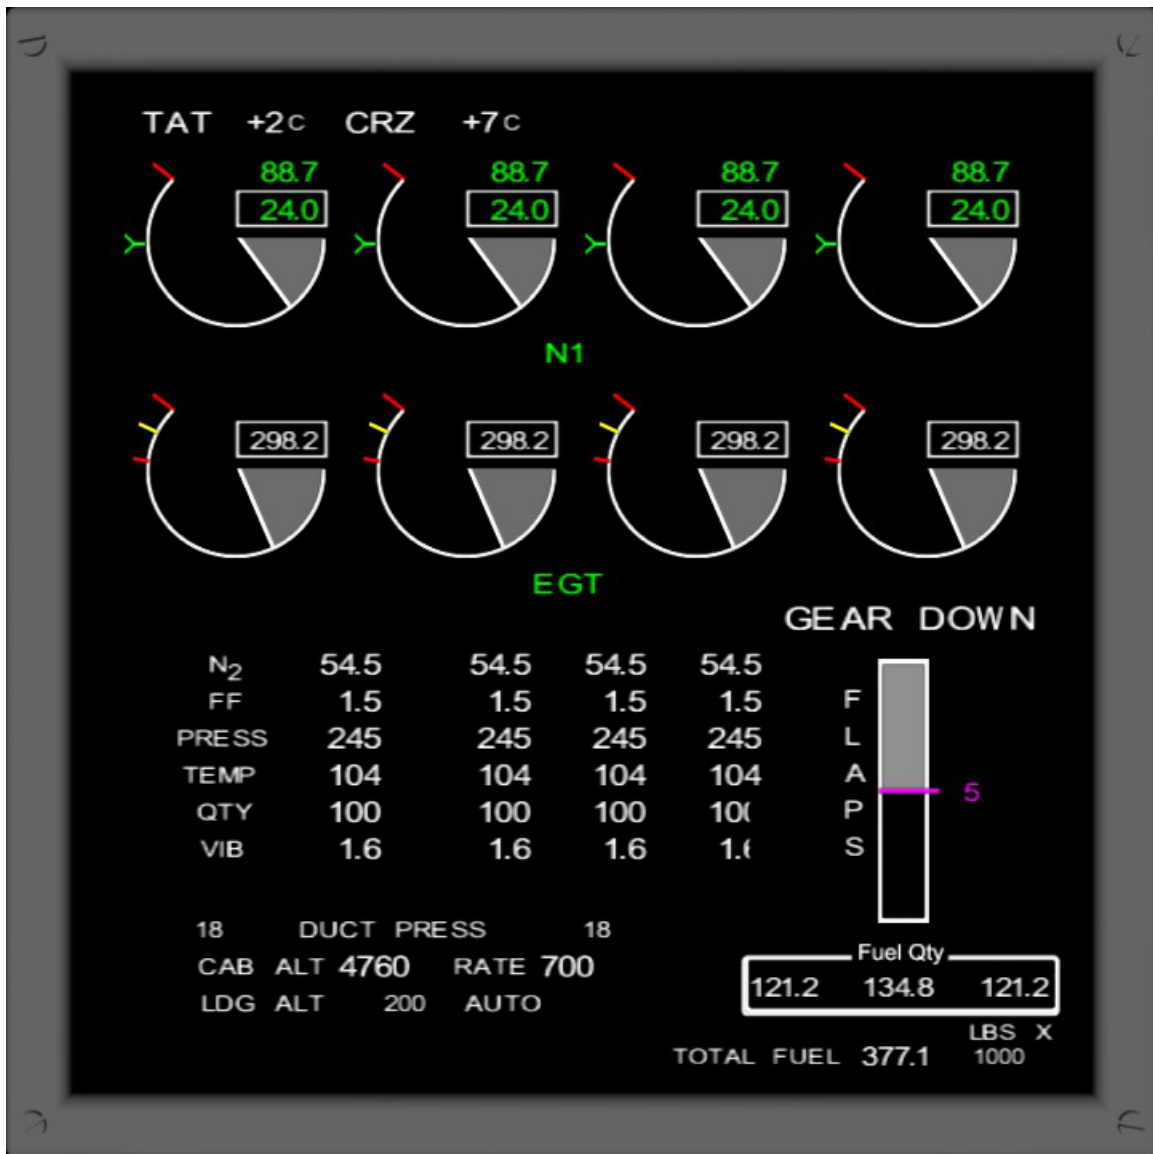 TAT +2c CRZ +7c
88.7 88.7 88.7 88.7
24.0 24.0 24.0 24.0
N1
298.2 298.2 298.2 298.2
EGT
GEAR DOWN
N2 54.5 54.5 54.5 54.5
FF 1.5 1.5 1.5 1.5 F
PRESS 245 245 245 245 L
TEMP 104 104 104 104 A
5
QTY 100 100 100 10 P
VIB 1.6 1.6 1.6 1. S
18 DUCT PRESS 18
Fuel Qty
CAB ALT 4760 RATE 700
121.2 134.8 121.2
LDG ALT 200 AUTO
LBS X
TOTAL FUEL 377.1 1000